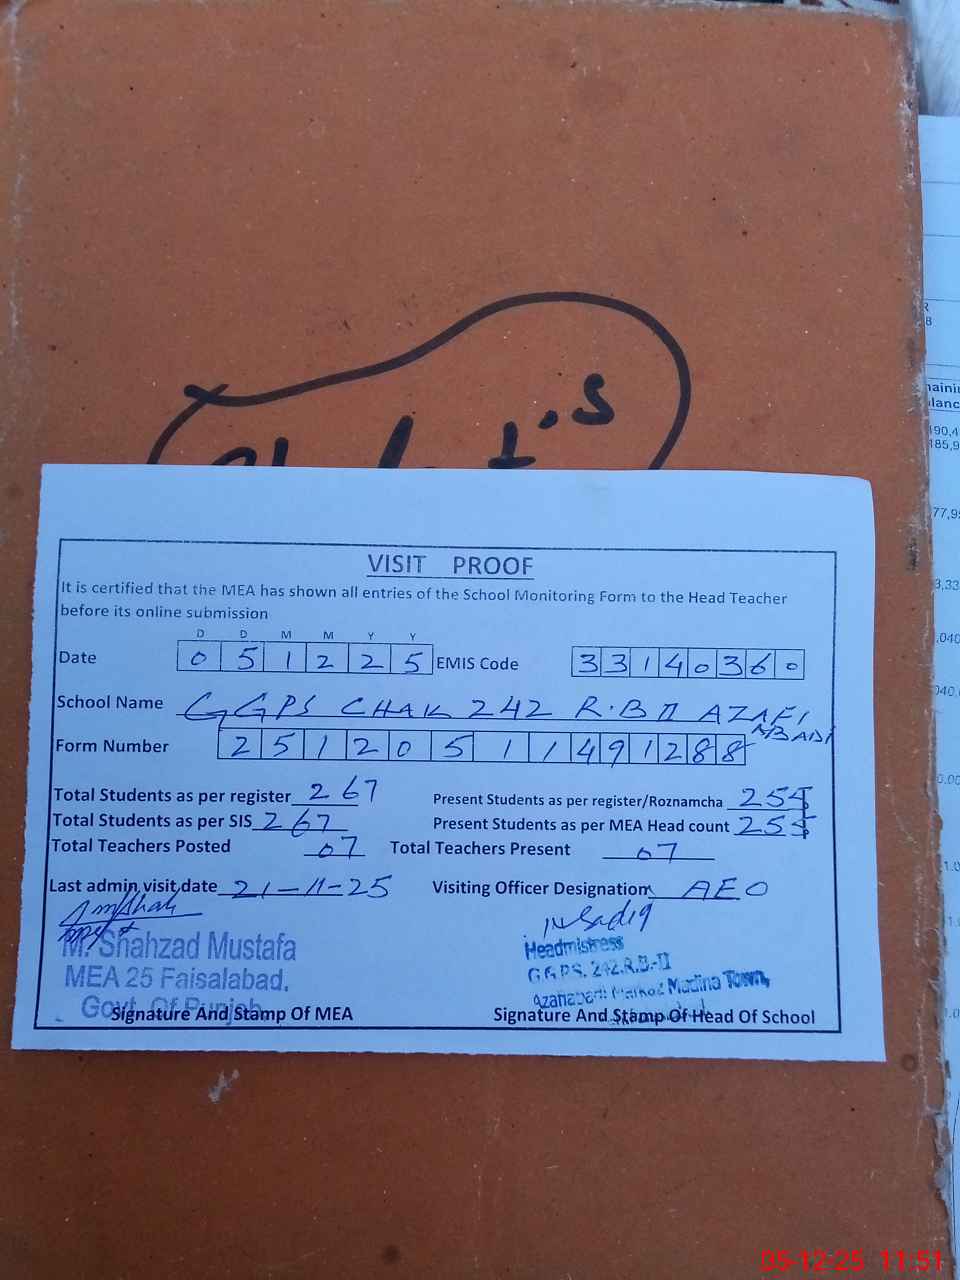 t.s
R
8
VISIT PROOF
It is certified that the MEA has shown all entries of the School Monitoring Form to the Head Teacher
before its online submission
D D M M Y Y
Date 0 5 1 2 2 5 EMIS Code 3 3 1 4 0 3 6 0
School Name GGPS CHAK 242 R.B II AZAFI
ABADI
Form Number 2 5 1 2 0 5 1 1 4 9 1 2 8 8
Total Students as per register 267 Present Students as per register/Roznamcha 255
Total Students as per SIS 267 Present Students as per MEA Head count 255
Total Teachers Posted 07 Total Teachers Present 07
Last admin visit date 21-11-25 Visiting Officer Designation AEO
M. Shahzad Mustafa
MEA 25 Faisalabad,
Govt. Of Punjab
Signature And Stamp Of MEA
Headmistress
G.G.P.S. 242.R.B.-II
Azafiabadi Markaz Madina Town,
Signature And Stamp Of Head Of School
05-12-25 11:51